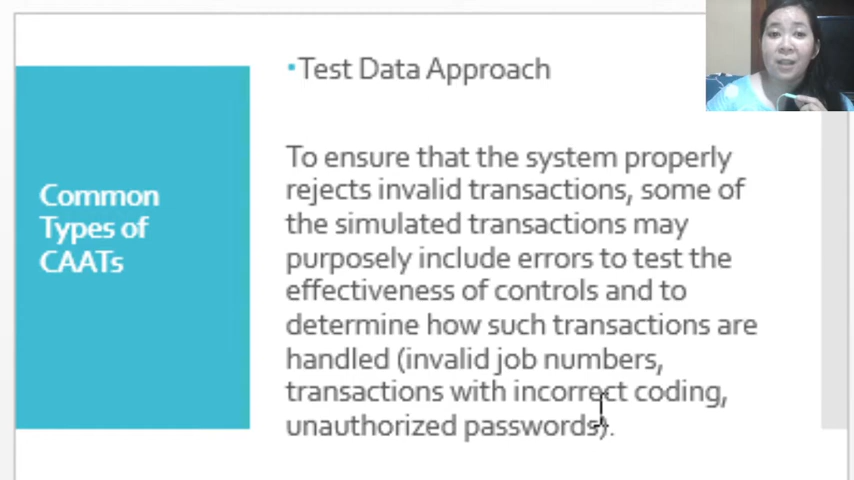 Common
Types of
CAATs
▪Test Data Approach
To ensure that the system properly
rejects invalid transactions, some of
the simulated transactions may
purposely include errors to test the
effectiveness of controls and to
determine how such transactions are
handled (invalid job numbers,
transactions with incorrect coding,
unauthorized passwords).